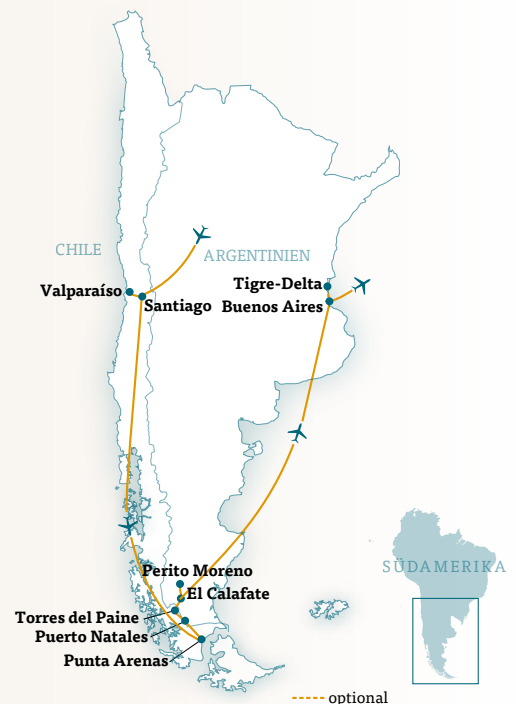 CHILE
ARGENTINIEN
Valparaíso
Santiago
Tigre-Delta
Buenos Aires
Perito Moreno
El Calafate
Torres del Paine
Puerto Natales
Punta Arenas
SÜDAMERIKA
optional